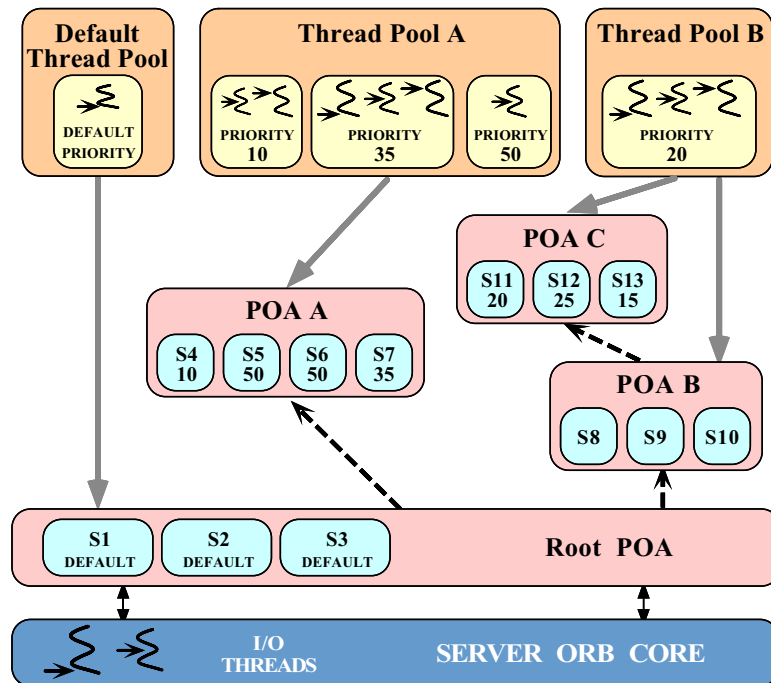 Default
Thread Pool
DEFAULT
PRIORITY
Thread Pool A
PRIORITY
10
PRIORITY
35
PRIORITY
50
Thread Pool B
PRIORITY
20
POA C
S11
20
S12
25
S13
15
POA A
S4
10
S5
50
S6
50
S7
35
POA B
S8
S9
S10
S1
DEFAULT
S2
DEFAULT
S3
DEFAULT
Root POA
I/O
THREADS
SERVER ORB CORE